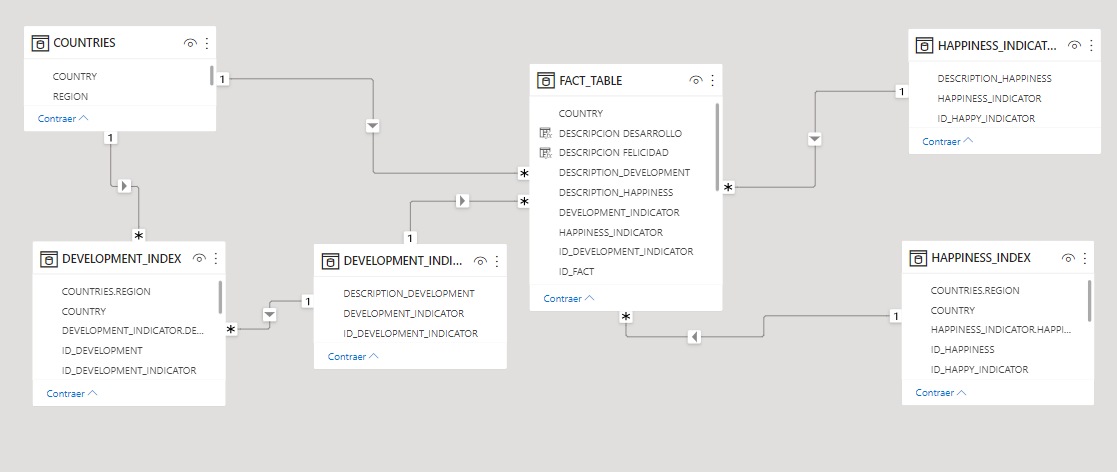 COUNTRIES
COUNTRY
REGION
Contraer
1
1
*
DEVELOPMENT_INDEX
COUNTRIES.REGION
COUNTRY
DEVELOPMENT_INDICATOR.DE...
ID_DEVELOPMENT
ID_DEVELOPMENT_INDICATOR
Contraer
*
1
DEVELOPMENT_INDI...
DESCRIPTION_DEVELOPMENT
DEVELOPMENT_INDICATOR
ID_DEVELOPMENT_INDICATOR
Contraer
1
*
*
FACT_TABLE
COUNTRY
DESCRIPCION DESARROLLO
DESCRIPCION FELICIDAD
DESCRIPTION_DEVELOPMENT
DESCRIPTION_HAPPINESS
DEVELOPMENT_INDICATOR
HAPPINESS_INDICATOR
ID_DEVELOPMENT_INDICATOR
ID_FACT
Contraer
*
*
1
HAPPINESS_INDICAT...
DESCRIPTION_HAPPINESS
HAPPINESS_INDICATOR
ID_HAPPY_INDICATOR
Contraer
1
HAPPINESS_INDEX
COUNTRIES.REGION
COUNTRY
HAPPINESS_INDICATOR.HAPPI...
ID_HAPPINESS
ID_HAPPY_INDICATOR
Contraer